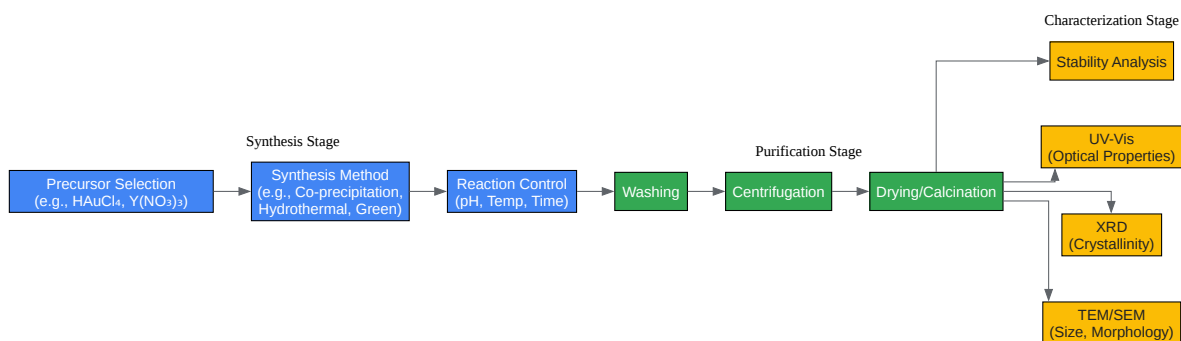 Characterization Stage
Stability Analysis
Synthesis Stage
Purification Stage
Precursor Selection
(e.g., HAuCl₄, Y(NO₃)₃)
Synthesis Method
(e.g., Co-precipitation,
Hydrothermal, Green)
Reaction Control
(pH, Temp, Time)
Washing
Centrifugation
Drying/Calcination
UV-Vis
(Optical Properties)
XRD
(Crystallinity)
TEM/SEM
(Size, Morphology)